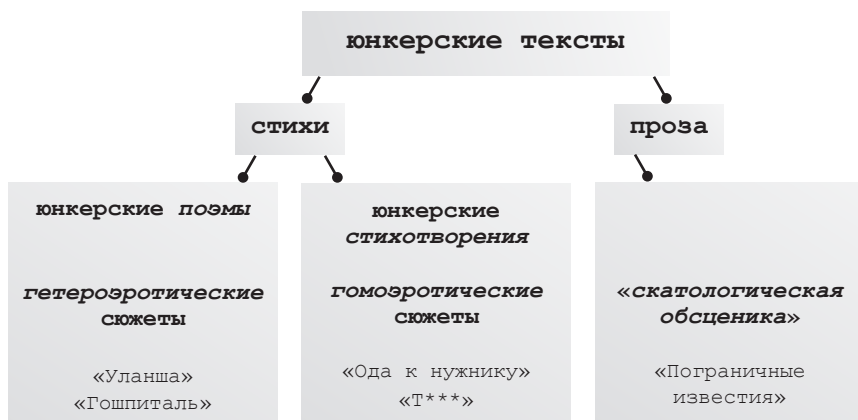 юнкерские тексты
стихи
проза
юнкерские поэмы
гетероэротические
сюжеты
«Уланша»
«Гошпиталь»
юнкерские
стихотворения
гомоэротические
сюжеты
«Ода к нужнику»
«Т***»
«скатологическая
обсценика»
«Пограничные
известия»